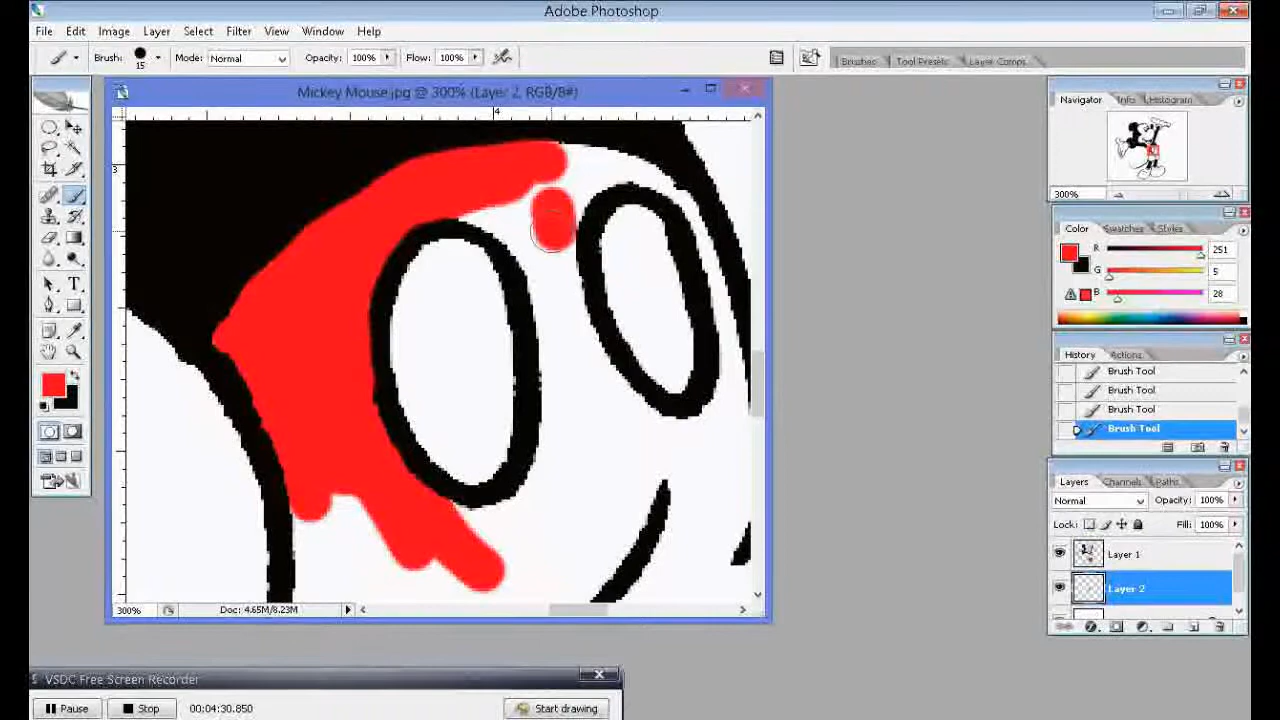 Adobe Photoshop
File Edit Image Layer Select Filter View Window Help
Brush: 15 Mode: Normal Opacity: 100% Flow: 100% Brushes Tool Presets Layer Comps
Mickey Mouse.jpg @ 300% (Layer 2, RGB/8#)
4
3
Navigator Info Histogram
300%
Color Swatches Styles
R 251
G 5
B 28
History Actions
Brush Tool
Brush Tool
Brush Tool
Brush Tool
Layers Channels Paths
Normal Opacity: 100%
Lock: Fill: 100%
Layer 1
Layer 2
300% Doc: 4.65M/8.23M
VSDC Free Screen Recorder
Pause Stop 00:04:30.850 Start drawing